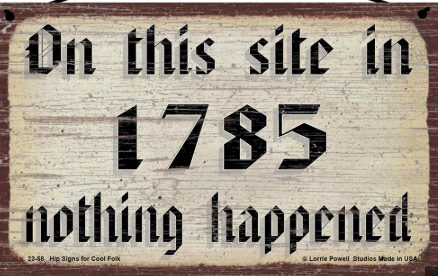 On this site in
1785
nothing happened
23-58 Hip Signs for Cool Folk © Lorrie Powell Studios Made in USA